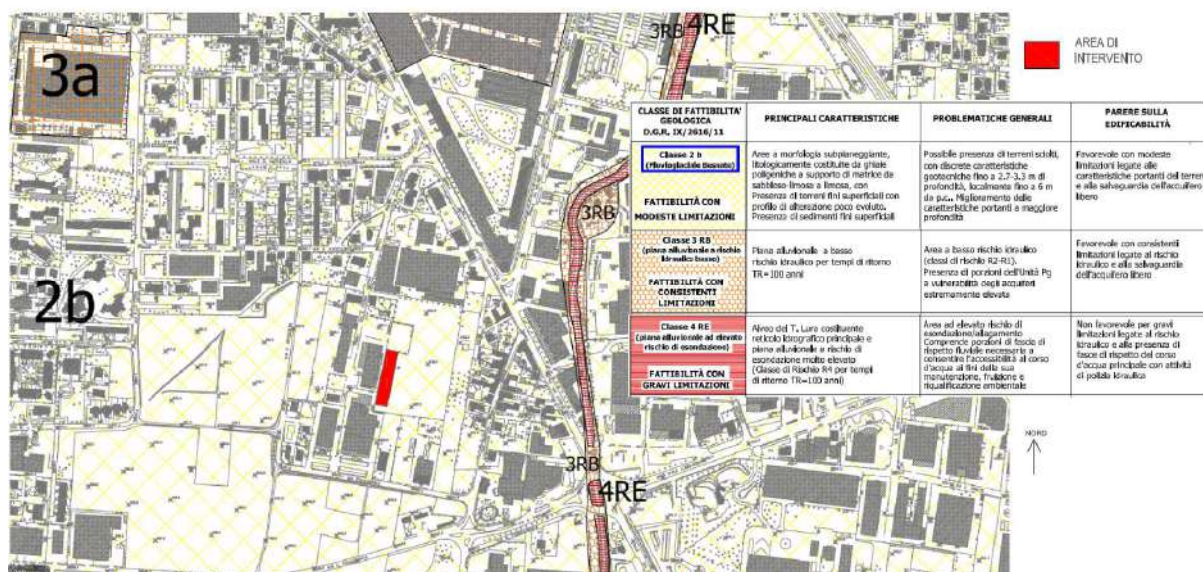 3a
2b
3RB
4RE
3RB
3RB
4RE
AREA DI
INTERVENTO
CLASSE DI FATTIBILITA'
GEOLOGICA
D.G.R. IX/2616/11
PRINCIPALI CARATTERISTICHE
PROBLEMATICHE GENERALI
PARERE SULLA
EDIFICABILITÀ
Classe 2 b
(Fluvioglaciale Besnate)
FATTIBILITÀ CON
MODESTE LIMITAZIONI
Aree a morfologia subpianeggiante,
litologicamente costituite da ghiaie
poligeniche a supporto di matrice da
sabbioso-limosa a limosa, con
Presenza di terreni fini superficiali con
profilo di alterazione poco evoluto.
Presenza di sedimenti fini superficiali
Possibile presenza di terreni sciolti,
con discrete caratteristiche
geotecniche fino a 2.7-3.3 m di
profondità, localmente fino a 6 m
da p.c.. Miglioramento delle
caratteristiche portanti a maggiore
profondità
Favorevole con modeste
limitazioni legate alle
caratteristiche portanti del terreni
e alla salvaguardia dell'acquifero
libero
Classe 3 RB
(piana alluvionale a rischio
idraulico basso)
FATTIBILITÀ CON
CONSISTENTI
LIMITAZIONI
Piana alluvionale a basso
rischio idraulico per tempi di ritorno
TR=100 anni
Area a basso rischio idraulico
(classi di rischio R2-R1).
Presenza di porzioni dell'Unità Pg
a vulnerabilità degli acquiferi
estremamente elevata
Favorevole con consistenti
limitazioni legate al rischio
idraulico e alla salvaguardia
dell'acquifero libero
Classe 4 RE
(piana alluvionale ad elevato
rischio di esondazione)
FATTIBILITÀ CON
GRAVI LIMITAZIONI
Alveo del T. Lura costituente
reticolo idrografico principale e
piana alluvionale a rischio di
esondazione molto elevato
(Classe di Rischio R4 per tempi
di ritorno TR=100 anni)
Area ad elevato rischio di
esondazione/allagamento
Comprende porzioni di fascia di
rispetto fluviale necessaria a
consentire l'accessibilità al corso
d'acqua ai fini della sua
manutenzione, fruizione e
riqualificazione ambientale
Non favorevole per gravi
limitazioni legate al rischio
idraulico e alla presenza di
fasce di rispetto del corso
d'acqua principale con attività
di polizia idraulica
NORD